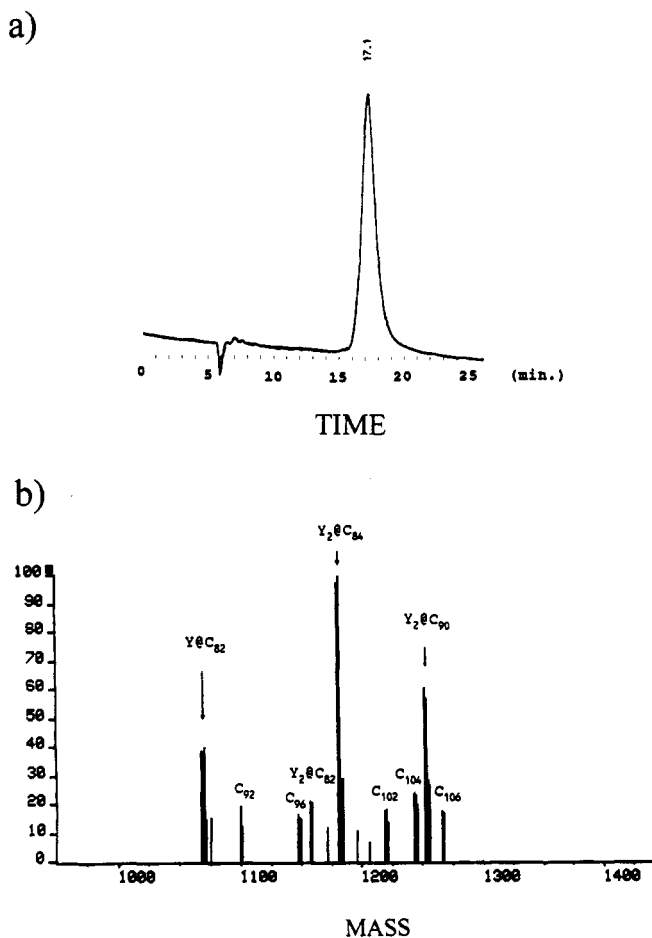 a)
17.1
0 5 10 15 20 25 (min.)
TIME
b)
Y₂@C₈₄
100
90
80
70
60
50
40
30
20
10
0
Y@C₈₂
Y₂@C₉₀
C₉₂
C₉₆
Y₂@C₈₂
C₁₀₂
C₁₀₄
C₁₀₆
1000 1100 1200 1300 1400
MASS